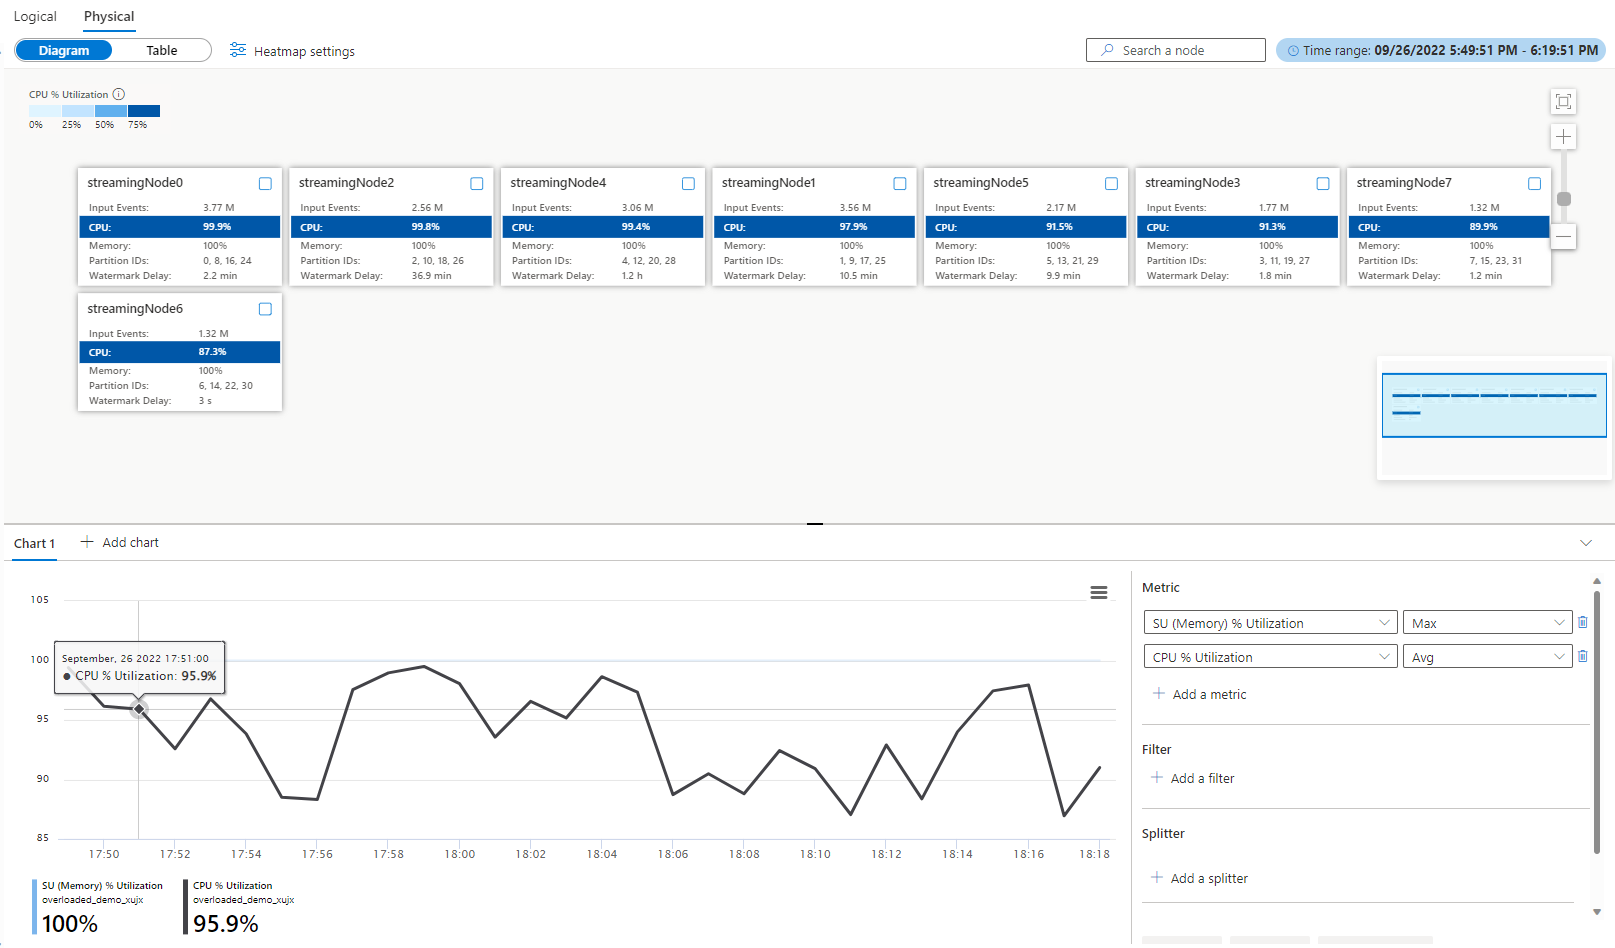 Logical Physical
Diagram Table Heatmap settings Search a node Time range: 09/26/2022 5:49:51 PM - 6:19:51 PM
CPU % Utilization
0% 25% 50% 75%
streamingNode0
Input Events: 3.77 M
CPU: 99.9%
Memory: 100%
Partition IDs: 0, 8, 16, 24
Watermark Delay: 2.2 min
streamingNode2
Input Events: 2.56 M
CPU: 99.8%
Memory: 100%
Partition IDs: 2, 10, 18, 26
Watermark Delay: 36.9 min
streamingNode4
Input Events: 3.06 M
CPU: 99.4%
Memory: 100%
Partition IDs: 4, 12, 20, 28
Watermark Delay: 1.2 h
streamingNode1
Input Events: 3.56 M
CPU: 97.9%
Memory: 100%
Partition IDs: 1, 9, 17, 25
Watermark Delay: 10.5 min
streamingNode5
Input Events: 2.17 M
CPU: 91.5%
Memory: 100%
Partition IDs: 5, 13, 21, 29
Watermark Delay: 9.9 min
streamingNode3
Input Events: 1.77 M
CPU: 91.3%
Memory: 100%
Partition IDs: 3, 11, 19, 27
Watermark Delay: 1.8 min
streamingNode7
Input Events: 1.32 M
CPU: 89.9%
Memory: 100%
Partition IDs: 7, 15, 23, 31
Watermark Delay: 1.2 min
streamingNode6
Input Events: 1.32 M
CPU: 87.3%
Memory: 100%
Partition IDs: 6, 14, 22, 30
Watermark Delay: 3 s
Chart 1 Add chart
105
100
95
90
85
September, 26 2022 17:51:00
CPU % Utilization: 95.9%
17:50 17:52 17:54 17:56 17:58 18:00 18:02 18:04 18:06 18:08 18:10 18:12 18:14 18:16 18:18
SU (Memory) % Utilization
overloaded_demo_xujx
100%
CPU % Utilization
overloaded_demo_xujx
95.9%
Metric
SU (Memory) % Utilization Max
CPU % Utilization Avg
Add a metric
Filter
Add a filter
Splitter
Add a splitter